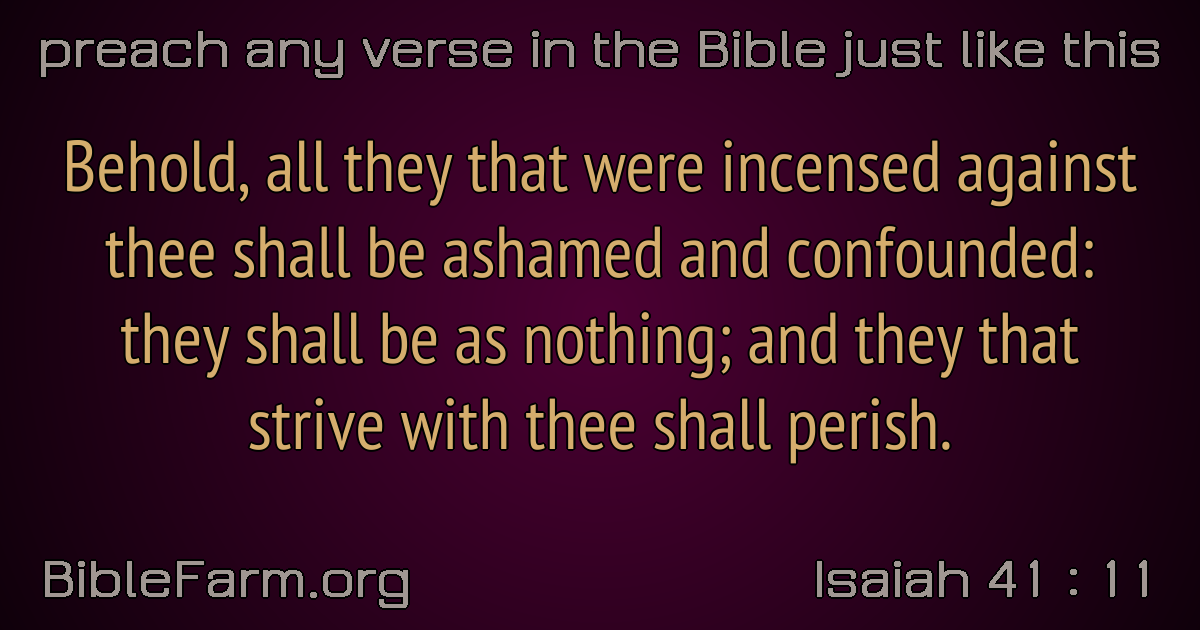 preach any verse in the Bible just like this
Behold, all they that were incensed against
thee shall be ashamed and confounded:
they shall be as nothing; and they that
strive with thee shall perish.
BibleFarm.org
Isaiah 41 : 11